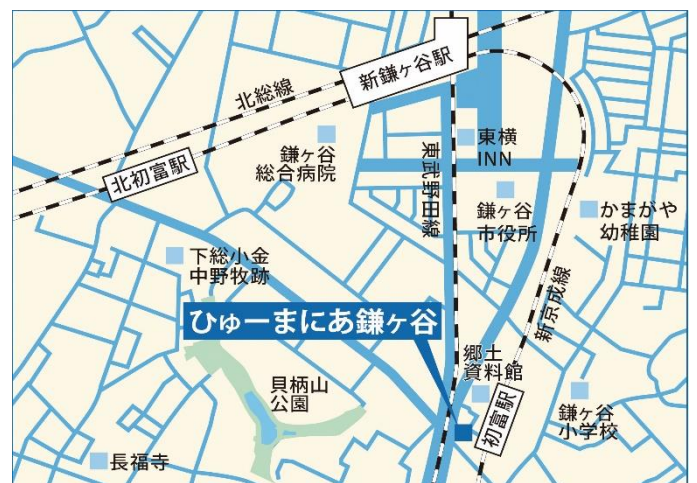 新鎌ヶ谷駅
北総線
北初富駅
鎌ヶ谷
総合病院
東武野田線
東横
INN
鎌ヶ谷
市役所
かまがや
幼稚園
下総小金
中野牧跡
新京成線
ひゅーまにあ鎌ヶ谷
郷土
資料館
貝柄山
公園
初富駅
鎌ヶ谷
小学校
長福寺